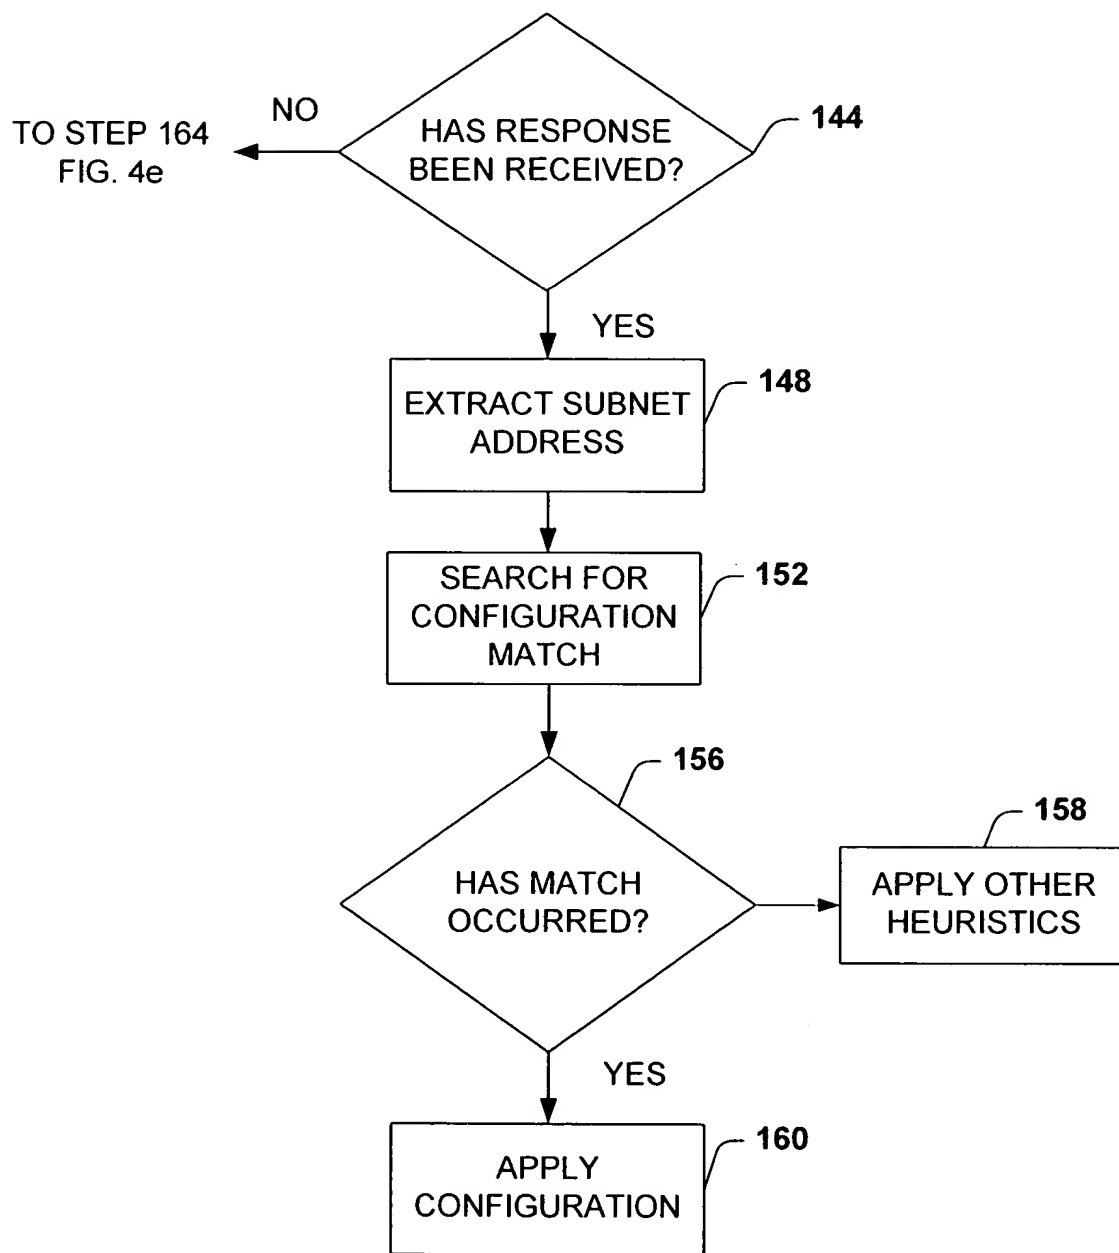 HAS RESPONSE
BEEN RECEIVED?
144
NO
TO STEP 164
FIG. 4e
YES
EXTRACT SUBNET
ADDRESS
148
SEARCH FOR
CONFIGURATION
MATCH
152
156
HAS MATCH
OCCURRED?
158
APPLY OTHER
HEURISTICS
YES
APPLY
CONFIGURATION
160